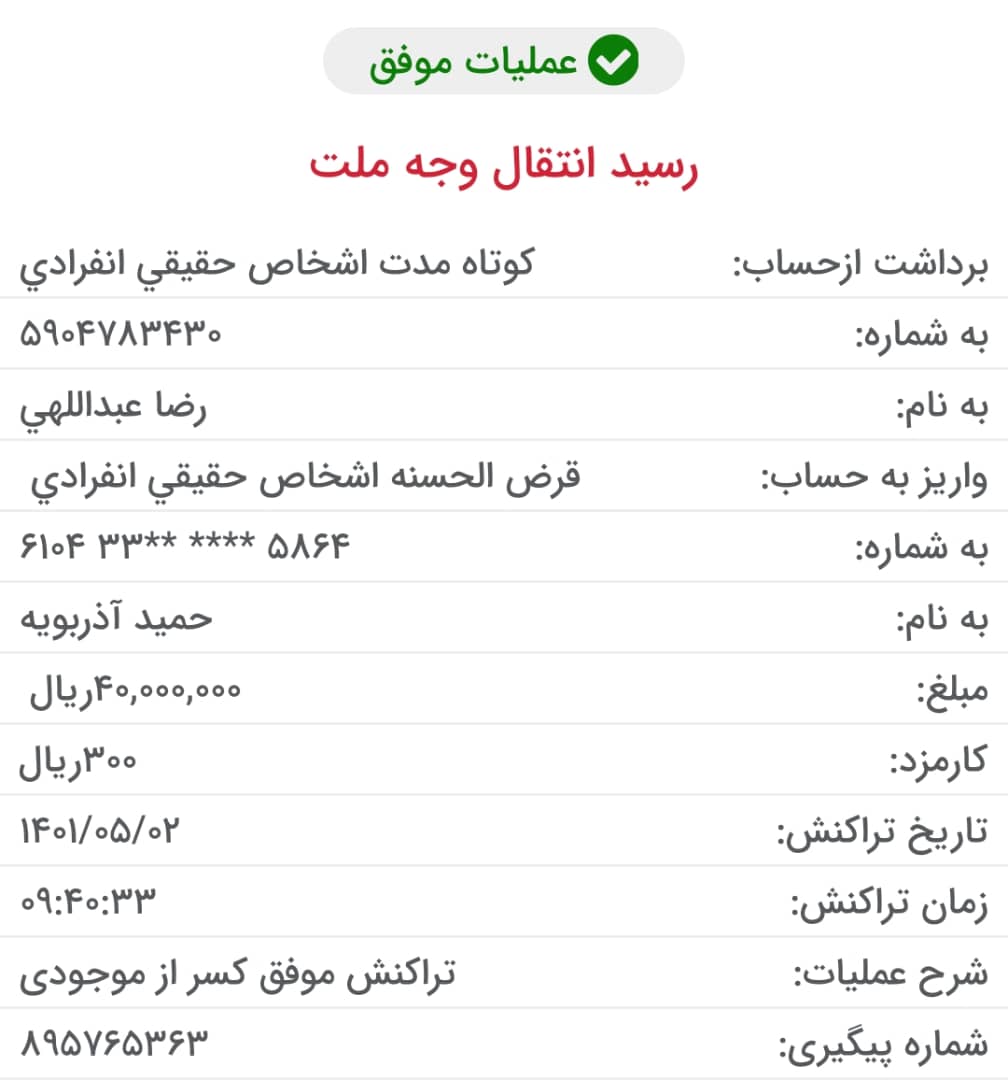 عملیات موفق
رسید انتقال وجه ملت
برداشت ازحساب: کوتاه مدت اشخاص حقيقي انفرادي
به شماره: ۵۹۰۴۷۸۳۴۳۰
به نام: رضا عبداللهي
واریز به حساب: قرض الحسنه اشخاص حقيقي انفرادي
به شماره: ۶۱۰۴ ۳۳** **** ۵۸۶۴
به نام: حمید آذربویه
مبلغ: ۴۰,۰۰۰,۰۰۰ریال
کارمزد: ۳۰۰ریال
تاریخ تراکنش: ۱۴۰۱/۰۵/۰۲
زمان تراکنش: ۰۹:۴۰:۳۳
شرح عملیات: تراکنش موفق کسر از موجودی
شماره پیگیری: ۸۹۵۷۶۵۳۶۳